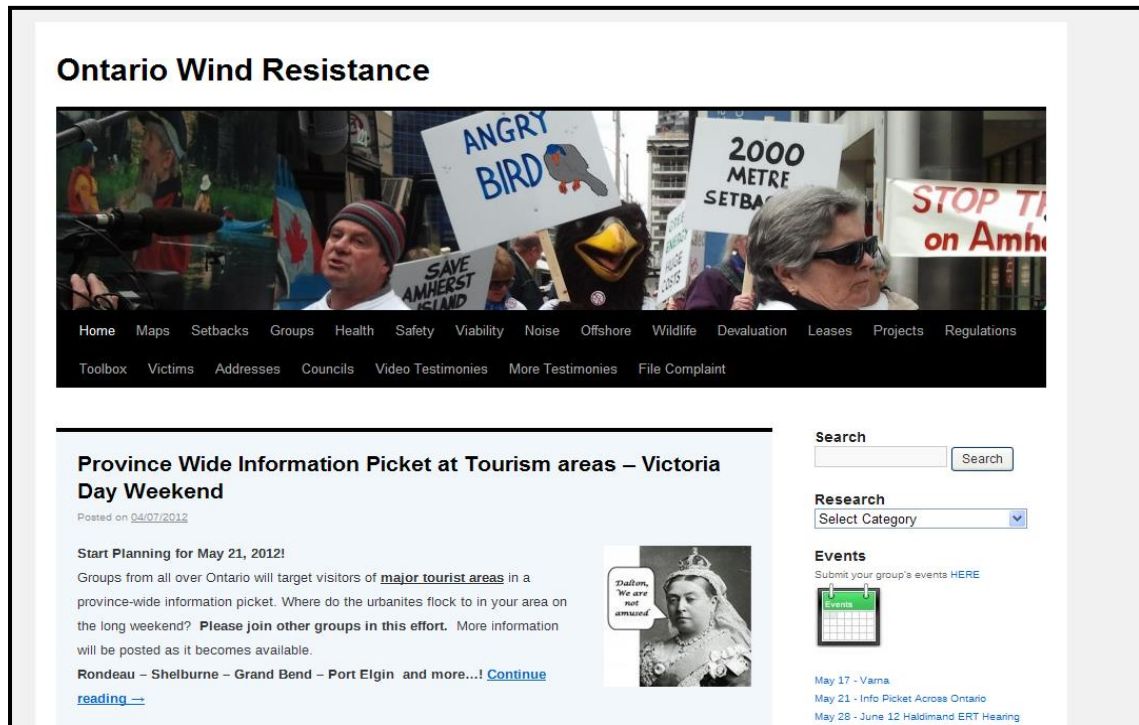 Ontario Wind Resistance
ANGRY
BIRD
2000
METRE
SETBA
STOP T
on Amhe
SAVE
AMHERST
ISLAND
ENERGY
HUGE
COSTS
Home Maps Setbacks Groups Health Safety Viability Noise Offshore Wildlife Devaluation Leases Projects Regulations
Toolbox Victims Addresses Councils Video Testimonies More Testimonies File Complaint
Province Wide Information Picket at Tourism areas – Victoria
Day Weekend
Posted on 04/07/2012
Start Planning for May 21, 2012!
Groups from all over Ontario will target visitors of major tourist areas in a
province-wide information picket. Where do the urbanites flock to in your area on
the long weekend? Please join other groups in this effort. More information
will be posted as it becomes available.
Rondeau – Shelburne – Grand Bend – Port Elgin and more…! Continue
reading →
Dalton,
We are
not
amused
Search
Search
Research
Select Category
Events
Submit your group's events HERE
Events
May 17 - Varna
May 21 - Info Picket Across Ontario
May 28 - June 12 Haldimand ERT Hearing